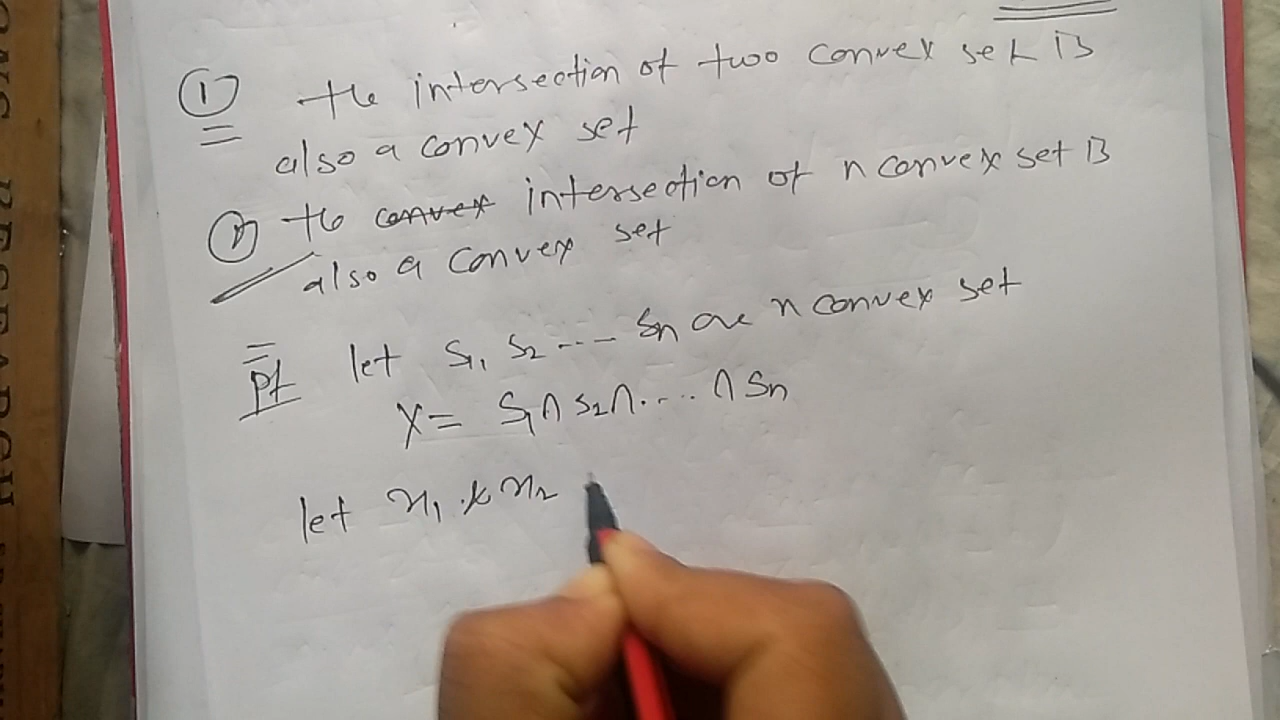 ① the intersection of two convex set is
also a convex set
② the convex intersection of n convex set is
also a convex set
Pf let S1, S2 ---- Sn are n convex set
X = S1 ∩ S2 ∩ .... ∩ Sn
let x1 & x2